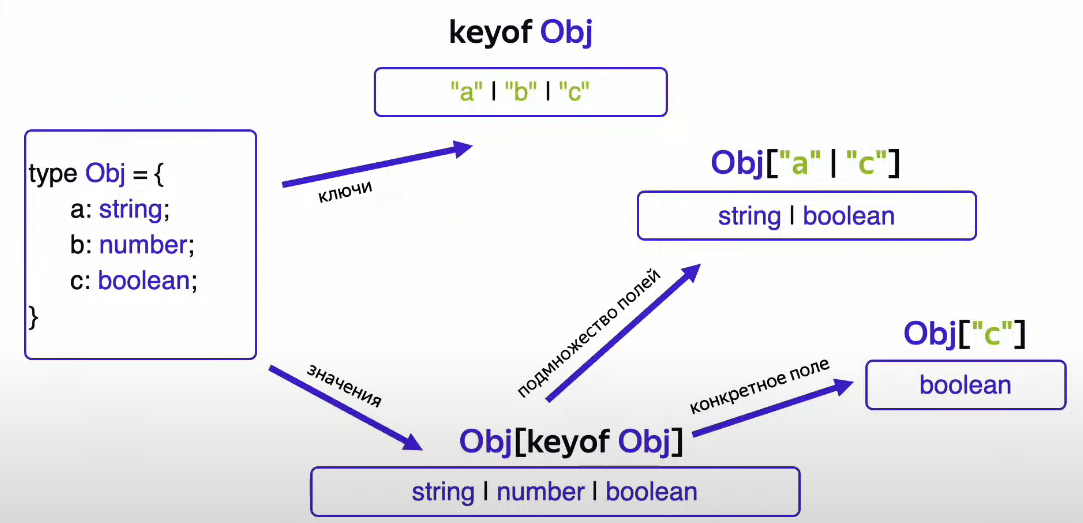 keyof Obj
"a" | "b" | "c"
type Obj = {
a: string;
b: number;
c: boolean;
}
ключи
Obj["a" | "c"]
string | boolean
подмножество полей
Obj["c"]
boolean
конкретное поле
значения
Obj[keyof Obj]
string | number | boolean